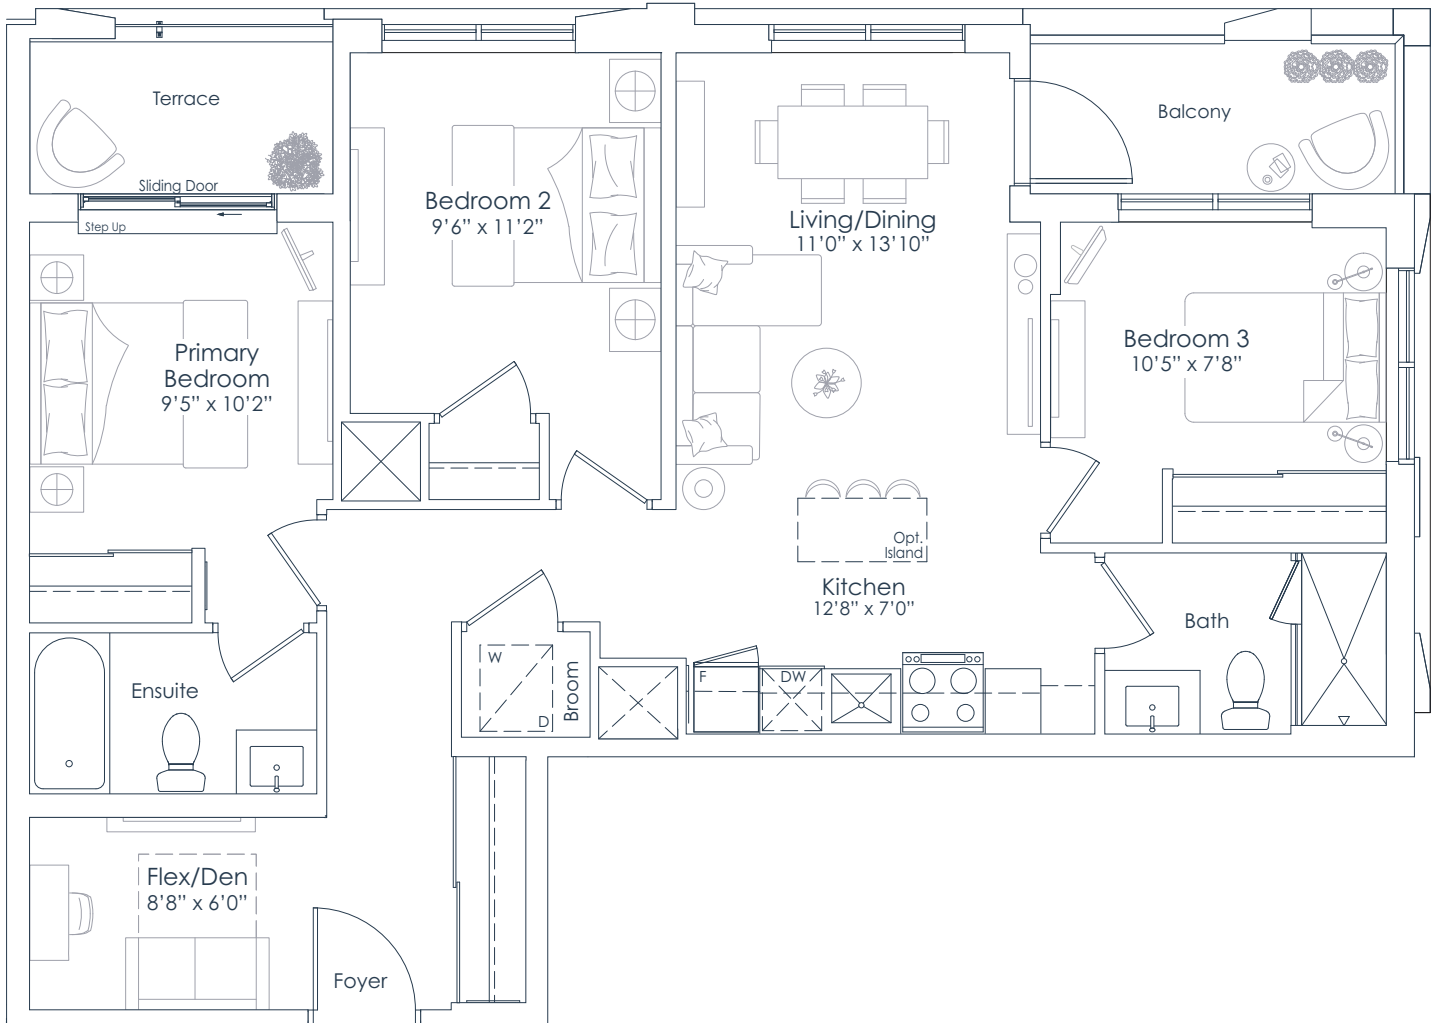 Terrace
Sliding Door
Step Up
Bedroom 2
9'6” x 11’2”
Living/Dining
11’0” x 13’10”
Balcony
Primary
Bedroom
9’5” x 10’2”
Bedroom 3
10’5” x 7’8”
Opt.
Island
Kitchen
12’8” x 7’0”
Bath
Ensuite
W
D
Broom
F
DW
Flex/Den
8’8” x 6’0”
Foyer